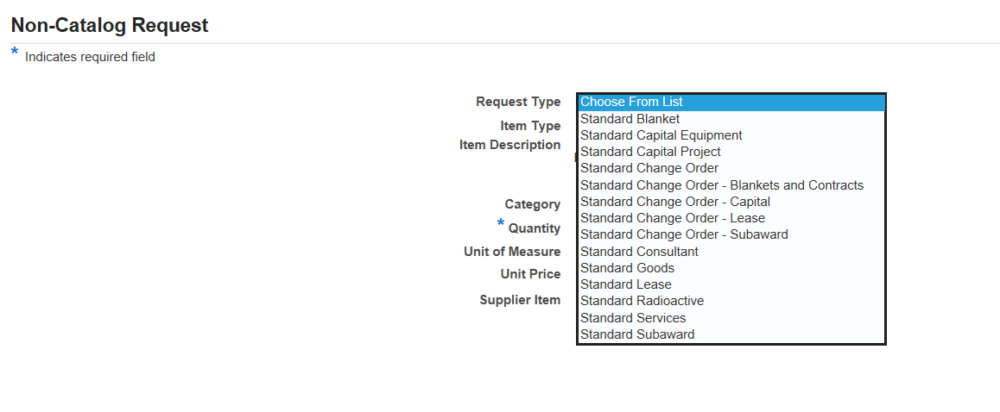 Non-Catalog Request
* Indicates required field
Request Type
Choose From List
Standard Blanket
Standard Capital Equipment
Standard Capital Project
Standard Change Order
Standard Change Order - Blankets and Contracts
Standard Change Order - Capital
Standard Change Order - Lease
Standard Change Order - Subaward
Standard Consultant
Standard Goods
Standard Lease
Standard Radioactive
Standard Services
Standard Subaward
Item Type
Item Description
Category
* Quantity
Unit of Measure
Unit Price
Supplier Item